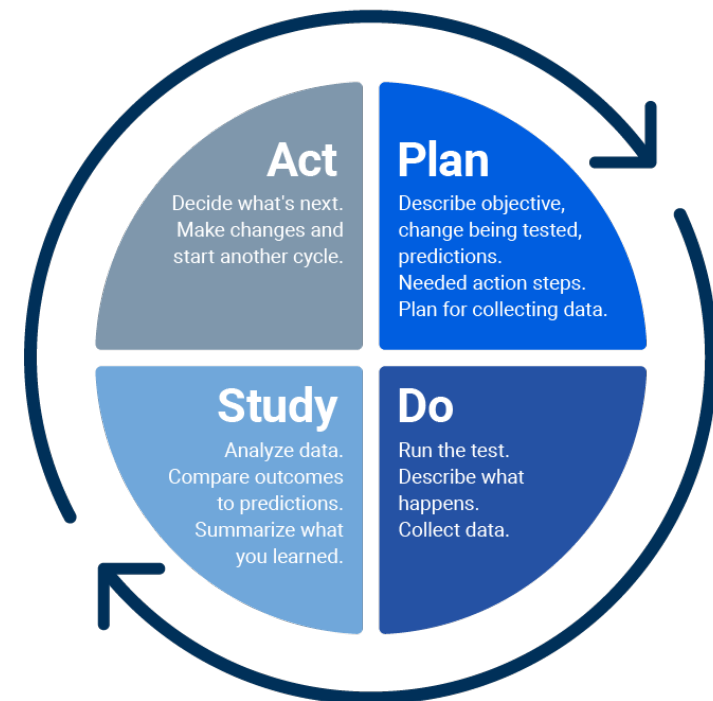 Act
Decide what's next.
Make changes and
start another cycle.
Plan
Describe objective,
change being tested,
predictions.
Needed action steps.
Plan for collecting data.
Study
Analyze data.
Compare outcomes
to predictions.
Summarize what
you learned.
Do
Run the test.
Describe what
happens.
Collect data.